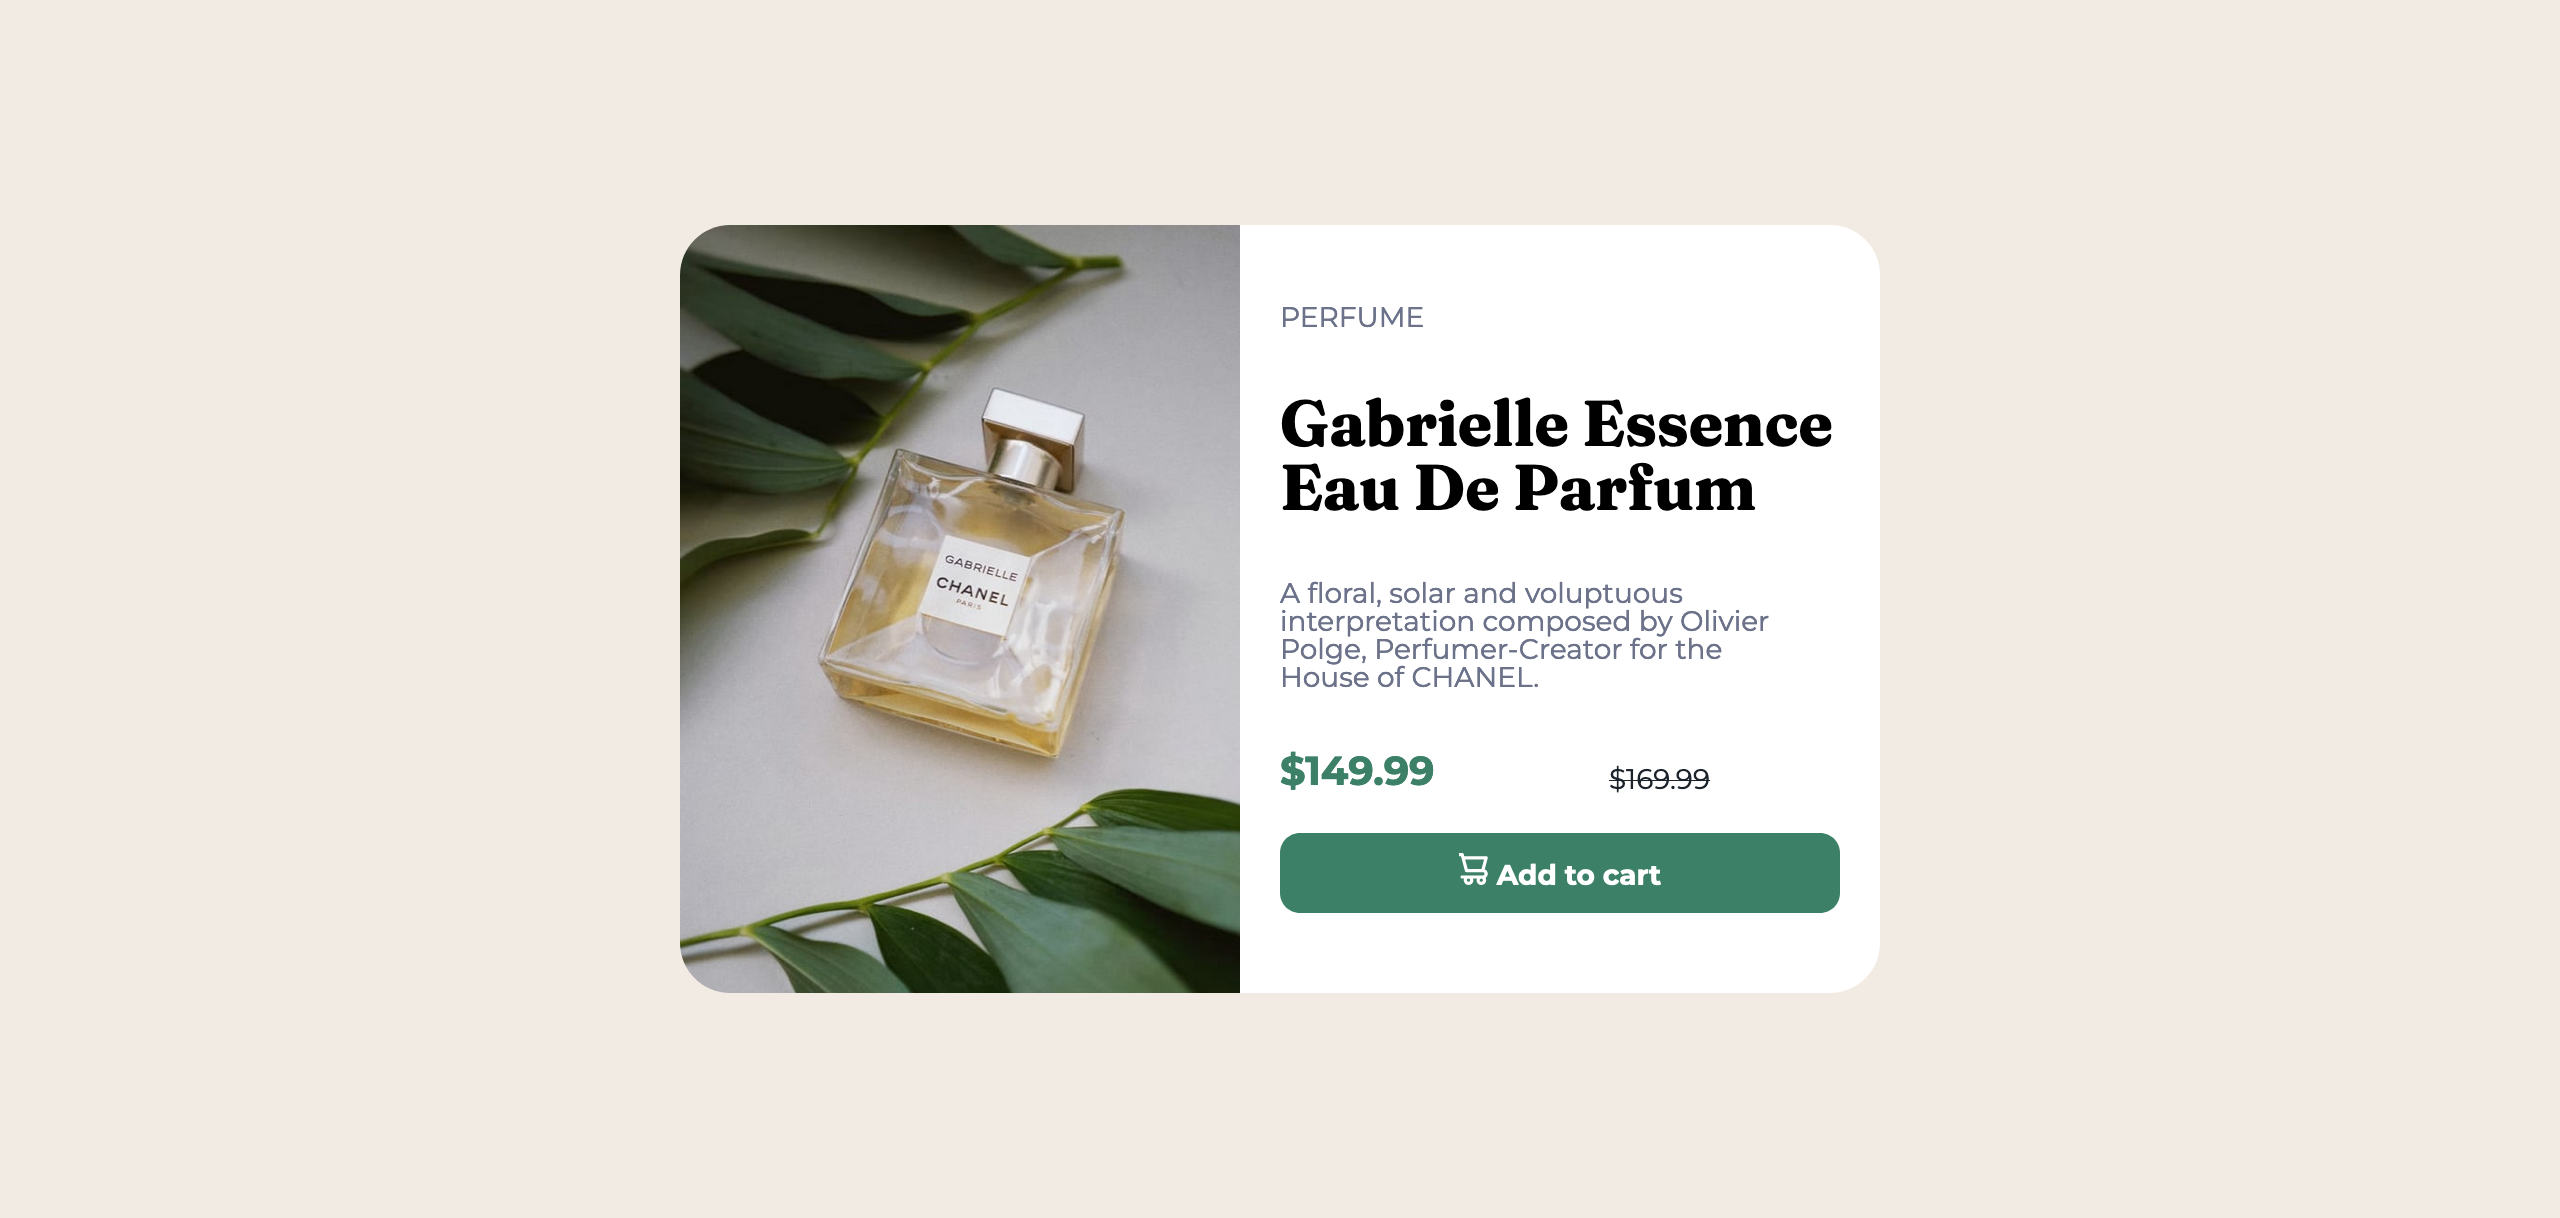 GABRIELLE
CHANEL
PARIS
PERFUME
Gabrielle Essence
Eau De Parfum
A floral, solar and voluptuous
interpretation composed by Olivier
Polge, Perfumer-Creator for the
House of CHANEL.
$149.99 $169.99
Add to cart